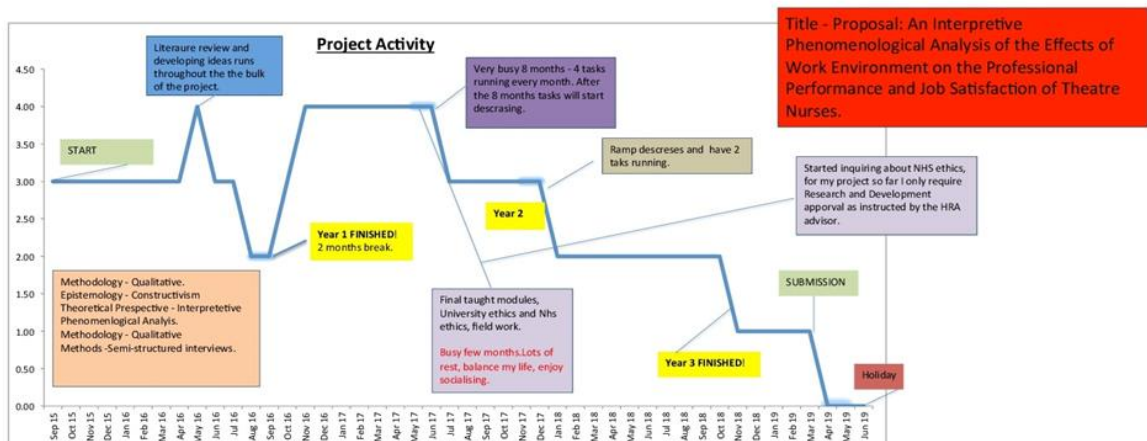 Project Activity
Title - Proposal: An Interpretive
Phenomenological Analysis of the Effects of
Work Environment on the Professional
Performance and Job Satisfaction of Theatre
Nurses.
Literaure review and
developing ideas runs
throughout the the bulk
of the project.
Very busy 8 months - 4 tasks
running every month. After
the 8 months tasks will start
descrasing.
START
Ramp descreses and have 2
taks running.
Started inquiring about NHS ethics,
for my project so far I only require
Research and Development
apporval as instructed by the HRA
advisor.
Year 1 FINISHED!
2 months break.
Year 2
Methodology - Qualitative.
Epistemology - Constructivism
Theoretical Prespective - Interpretetive
Phenomenlogical Analyis.
Methodology - Qualitative
Methods -Semi-structured interviews.
Final taught modules,
University ethics and Nhs
ethics, field work.
Busy few months.Lots of
rest, balance my life, enjoy
socialising.
SUBMISSION
Year 3 FINISHED!
Holiday
4.50
4.00
3.50
3.00
2.50
2.00
1.50
1.00
0.50
0.00
Sep 15
Oct 15
Nov 15
Dec 15
Jan 16
Feb 16
Mar 16
Apr 16
May 16
Jun 16
Jul 16
Aug 16
Sep 16
Oct 16
Nov 16
Dec 16
Jan 17
Feb 17
Mar 17
Apr 17
May 17
Jun 17
Jul 17
Aug 17
Sep 17
Oct 17
Nov 17
Dec 17
Jan 18
Feb 18
Mar 18
Apr 18
May 18
Jun 18
Jul 18
Aug 18
Sep 18
Oct 18
Nov 18
Dec 18
Jan 19
Feb 19
Mar 19
Apr 19
May 19
Jun 19